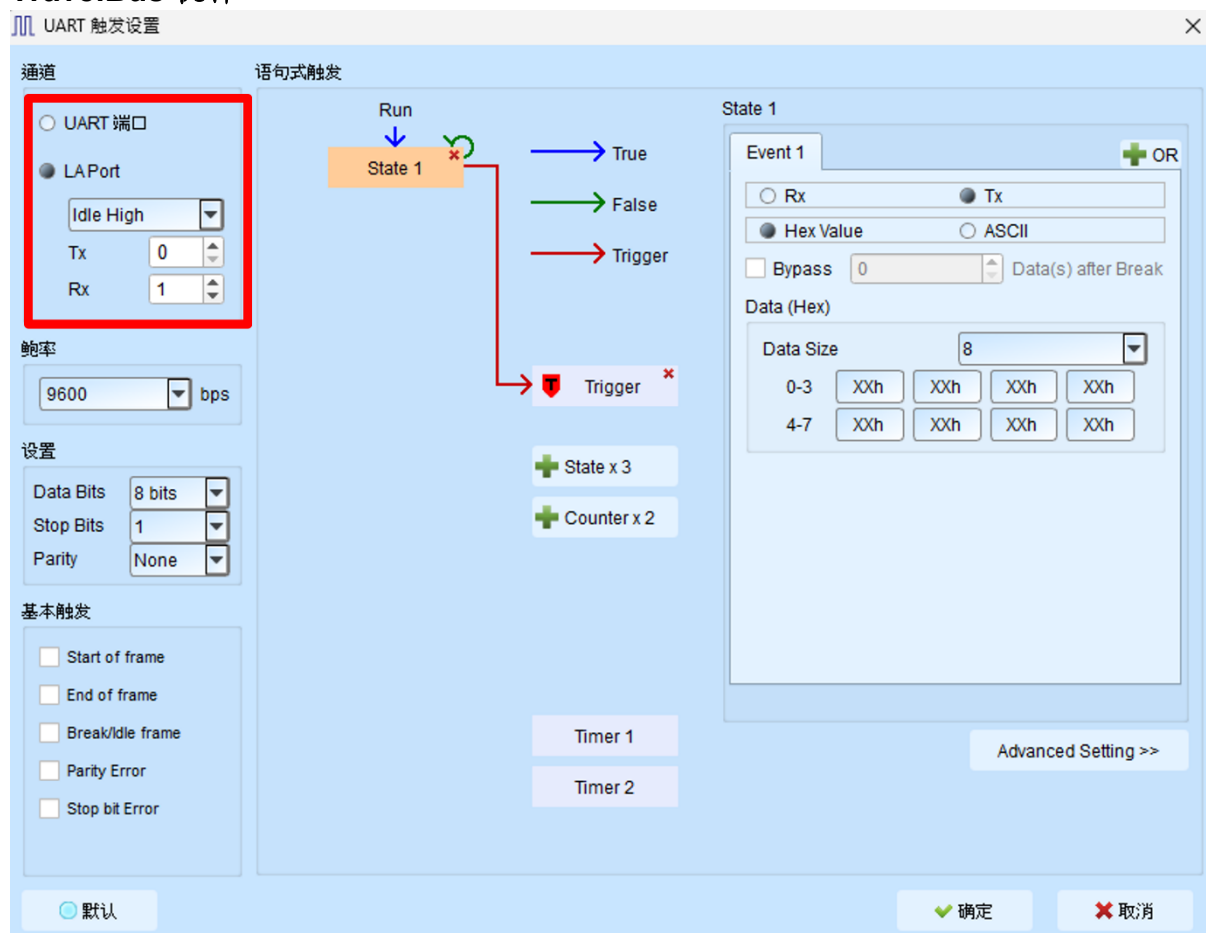 UART 触发设置
通道
UART 端口
LA Port
Idle High
Tx 0
Rx 1
鲍率
9600 bps
设置
Data Bits 8 bits
Stop Bits 1
Parity None
基本触发
Start of frame
End of frame
Break/Idle frame
Parity Error
Stop bit Error
语句式触发
Run
State 1
True
False
Trigger
T Trigger
State x 3
Counter x 2
Timer 1
Timer 2
State 1
Event 1 OR
Rx Tx
Hex Value ASCII
Bypass 0 Data(s) after Break
Data (Hex)
Data Size 8
0-3 XXh XXh XXh XXh
4-7 XXh XXh XXh XXh
Advanced Setting >>
默认 确定 取消